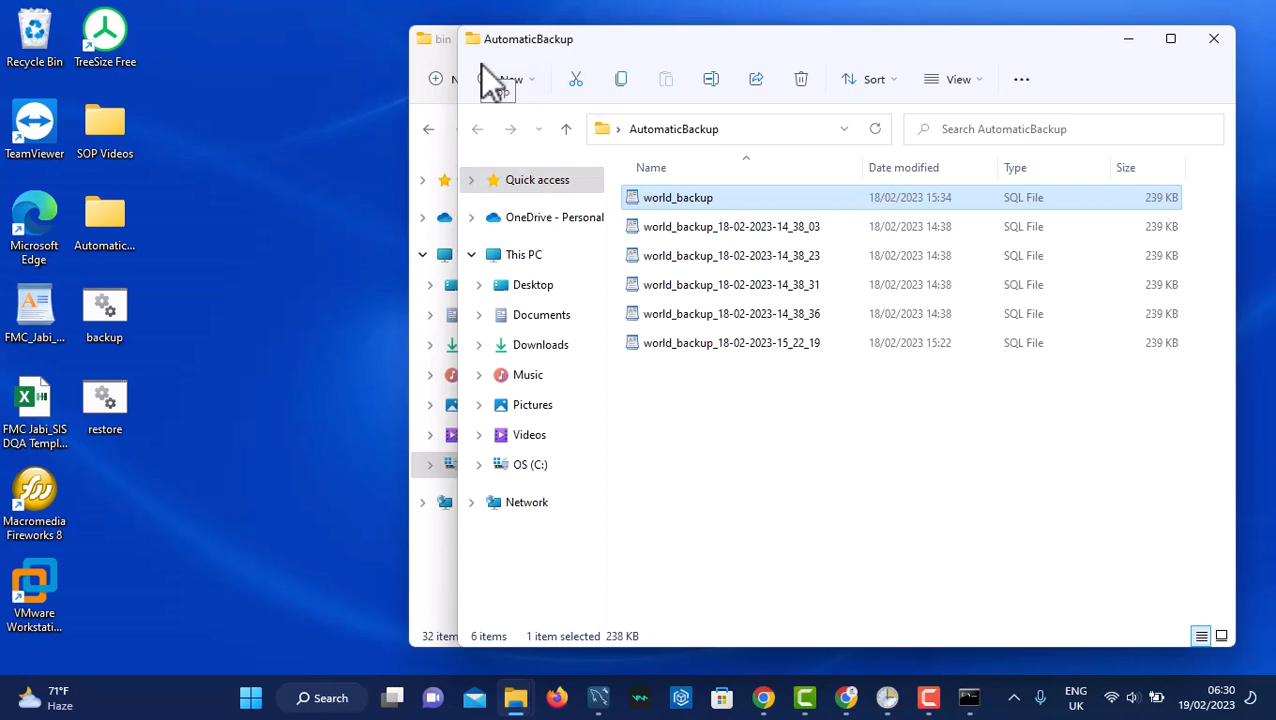 Recycle Bin
TreeSize Free
TeamViewer
SOP Videos
Microsoft
Edge
Automatic...
FMC_Jabi_...
backup
FMC Jabi_SIS
DQA Templ...
restore
Macromedia
Fireworks 8
VMware
Workstati...
bin
AutomaticBackup
N
New
Sort
View
AutomaticBackup
Search AutomaticBackup
Quick access
OneDrive - Personal
This PC
Desktop
Documents
Downloads
Music
Pictures
Videos
OS (C:)
Network
Name Date modified Type Size
world_backup 18/02/2023 15:34 SQL File 239 KB
world_backup_18-02-2023-14_38_03 18/02/2023 14:38 SQL File 239 KB
world_backup_18-02-2023-14_38_23 18/02/2023 14:38 SQL File 239 KB
world_backup_18-02-2023-14_38_31 18/02/2023 14:38 SQL File 239 KB
world_backup_18-02-2023-14_38_36 18/02/2023 14:38 SQL File 239 KB
world_backup_18-02-2023-15_22_19 18/02/2023 15:22 SQL File 239 KB
32 item
6 items 1 item selected 238 KB
71°F
Haze
Search
ENG
UK
06:30
19/02/2023